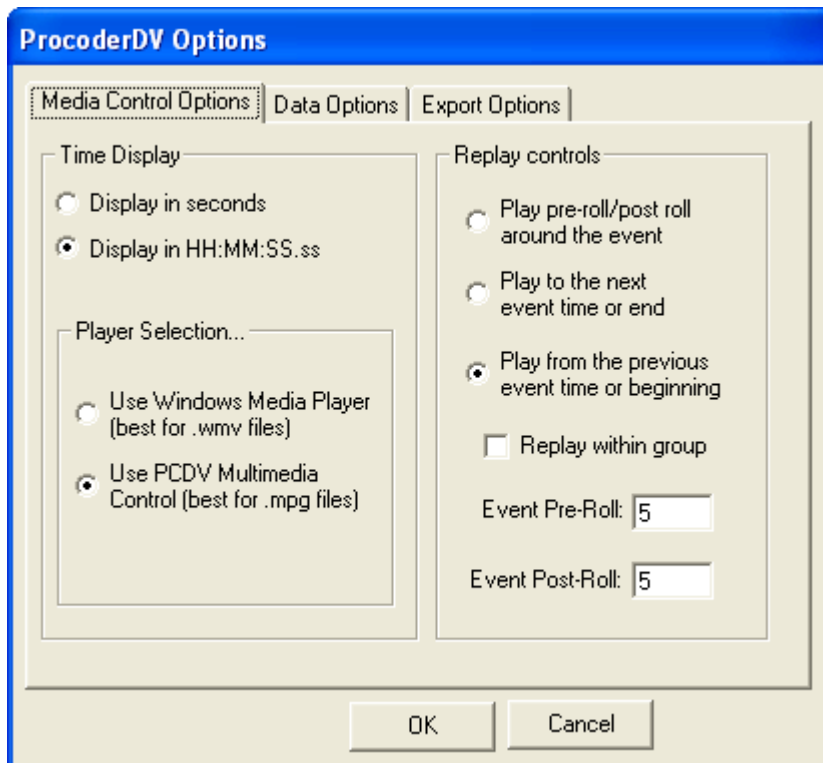 ProcoderDV Options
Media Control Options
Data Options
Export Options
Time Display
Display in seconds
Display in HH:MM:SS.ss
Player Selection...
Use Windows Media Player
(best for .wmv files)
Use PCDV Multimedia
Control (best for .mpg files)
Replay controls
Play pre-roll/post roll
around the event
Play to the next
event time or end
Play from the previous
event time or beginning
Replay within group
Event Pre-Roll: 5
Event Post-Roll: 5
OK
Cancel